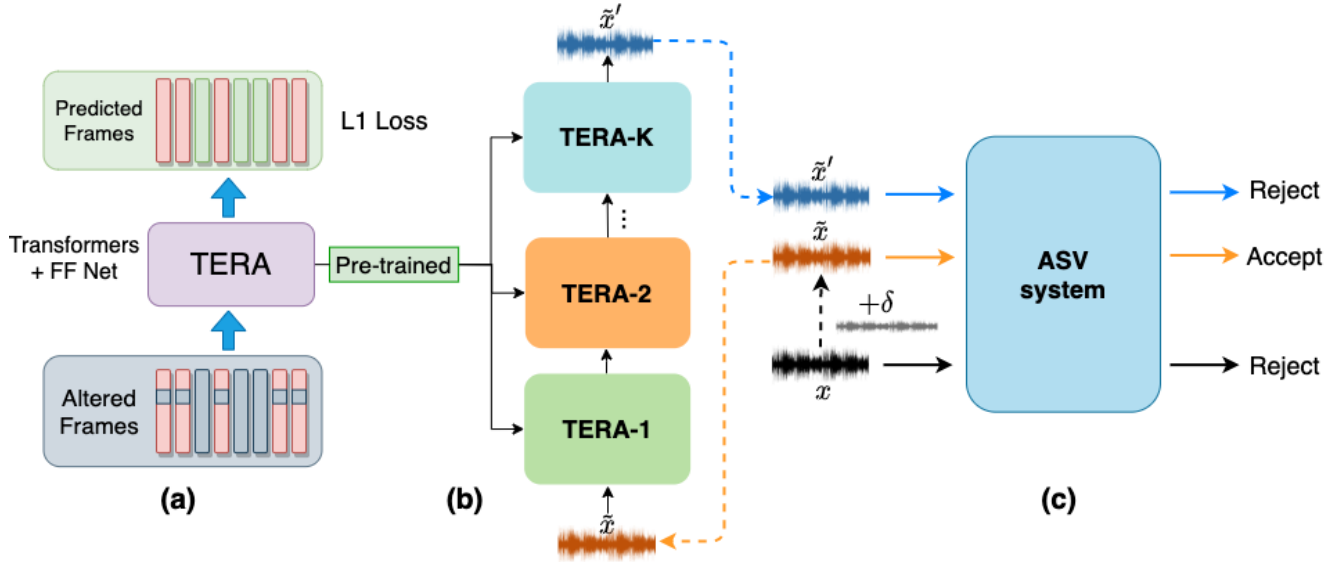 Predicted
Frames
L1 Loss
Transformers
+ FF Net
TERA
Pre-trained
Altered
Frames
(a)
x̃′
TERA-K
⋮
TERA-2
TERA-1
x̃
(b)
x̃′
x̃
+δ
x
ASV
system
Reject
Accept
Reject
(c)